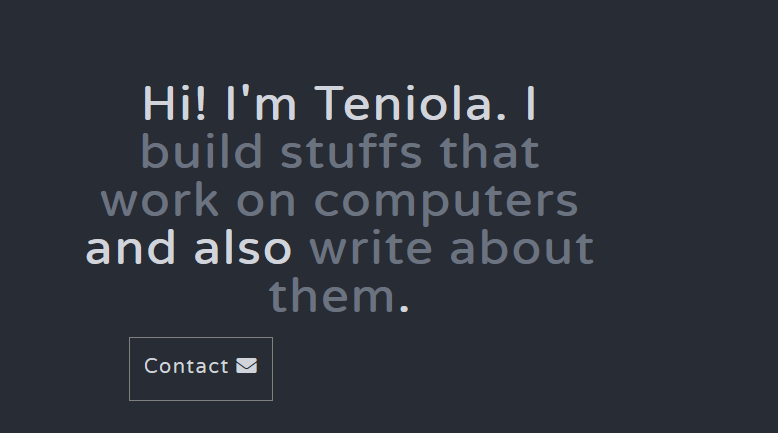 Hi! I'm Teniola. I
build stuffs that
work on computers
and also write about
them.
Contact